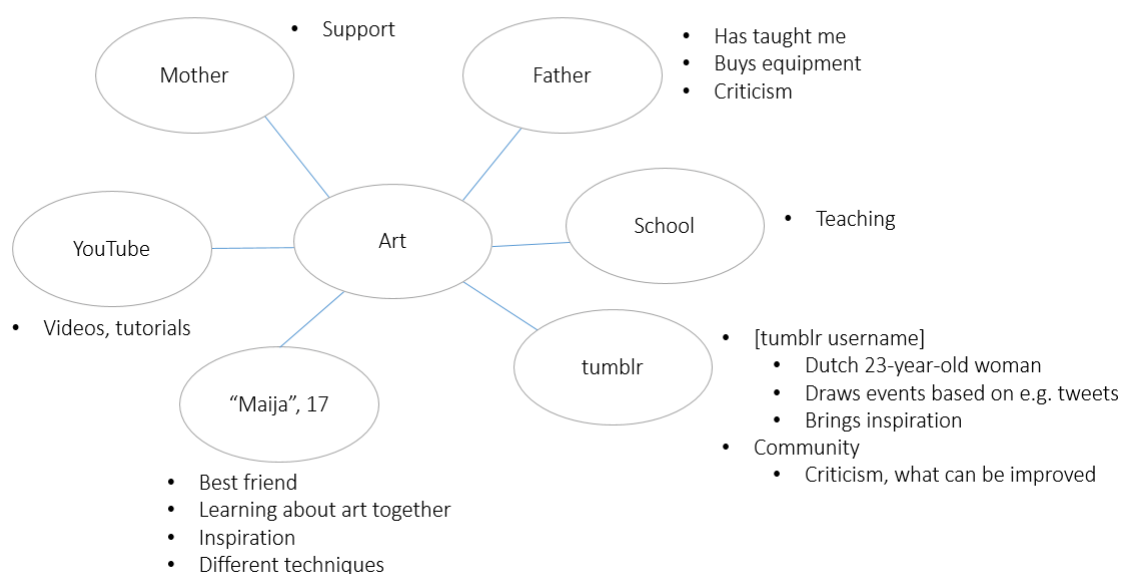 Mother
• Support
Father
• Has taught me
• Buys equipment
• Criticism
YouTube
• Videos, tutorials
Art
School
• Teaching
tumblr
• [tumblr username]
• Dutch 23-year-old woman
• Draws events based on e.g. tweets
• Brings inspiration
• Community
• Criticism, what can be improved
“Maija”, 17
• Best friend
• Learning about art together
• Inspiration
• Different techniques